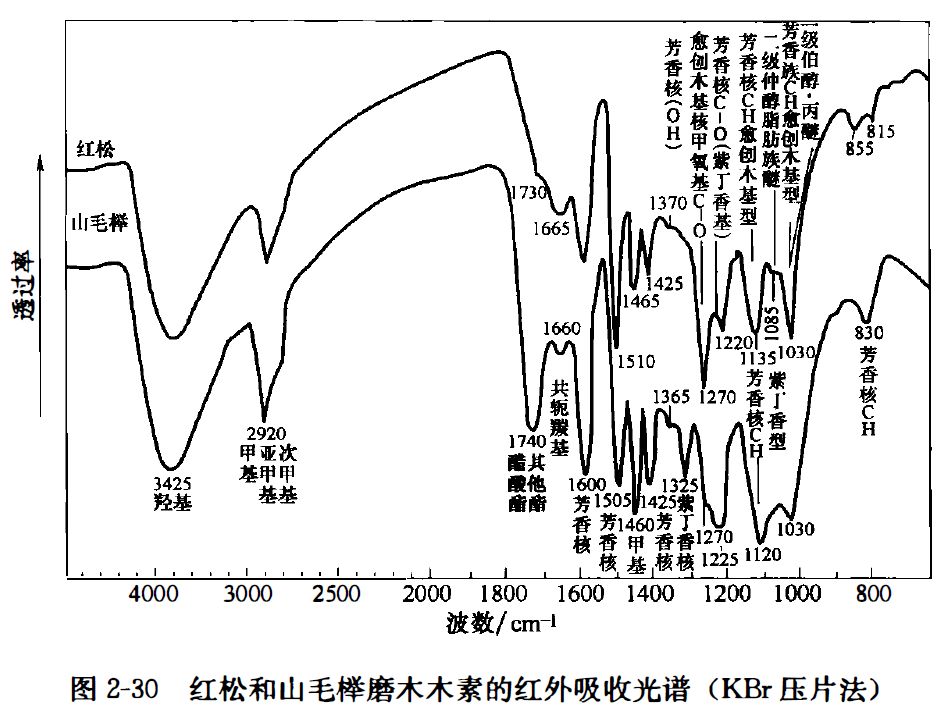 芳香核(OH)
愈创木基核甲氧基C—O
芳香核C—O(紫丁香基)
芳香核CH愈创木基型
二级仲醇脂肪族醚
芳香族CH愈创木基型
一级伯醇·丙醚
红松
山毛榉
透过率
1730
1665
1370
1465
1425
1510
1270
1220
1135
1085
1030
855
815
3425
羟基
2920
甲基
亚甲基
次甲基
1740
醋酸酯
其他酯
1660
共轭羰基
1600
芳香核
1505
芳香核
1460
甲基
1425
芳香核
1365
1325
紫丁香核
1270
1225
1120
芳香核CH
紫丁香型
1030
830
芳香核CH
4000 3000 2500 2000 1800 1600 1400 1200 1000 800
波数/cm⁻¹
图 2-30 红松和山毛榉磨木木素的红外吸收光谱（KBr 压片法）